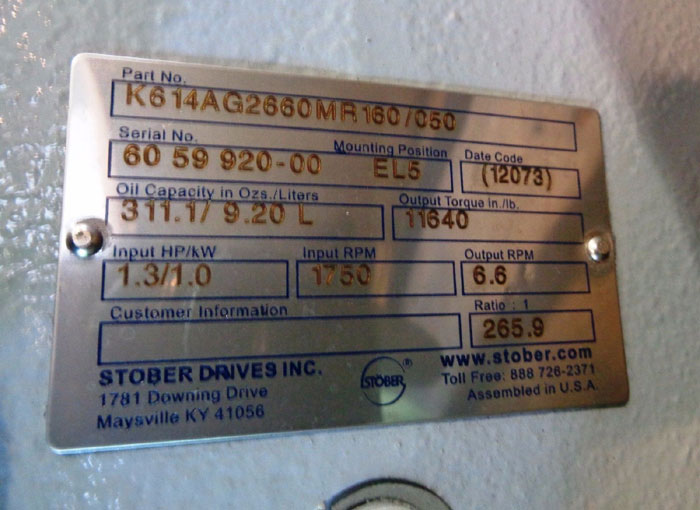 Part No.
K614AG2660MR160/050
Serial No. Mounting Position Date Code
60 59 920-00 EL5 (12073)
Oil Capacity in Ozs./Liters Output Torque in./lb.
311.1/ 9.20 L 11640
Input HP/kW Input RPM Output RPM
1.3/1.0 1750 6.6
Customer Information Ratio : 1
265.9
STOBER DRIVES INC.
1781 Downing Drive
Maysville KY 41056
STÖBER ®
www.stober.com
Toll Free: 888 726-2371
Assembled in U.S.A.